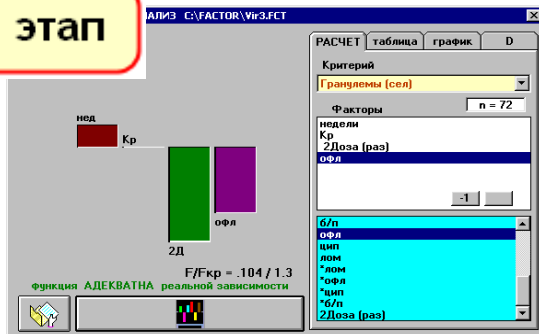 этап
АЛИЗ C:\FACTOR\Vir3.FCT
РАСЧЕТ таблица график D
Критерий
Гранулемы (сел)
Факторы
n = 72
недели
Кр
2Доза (раз)
офл
-1
б/п
офл
цип
лом
*лом
*офл
*цип
*б/п
2Доза (раз)
нед
Кр
офл
2Д
F/Fкр = .104 / 1.3
функция АДЕКВАТНА реальной зависимости